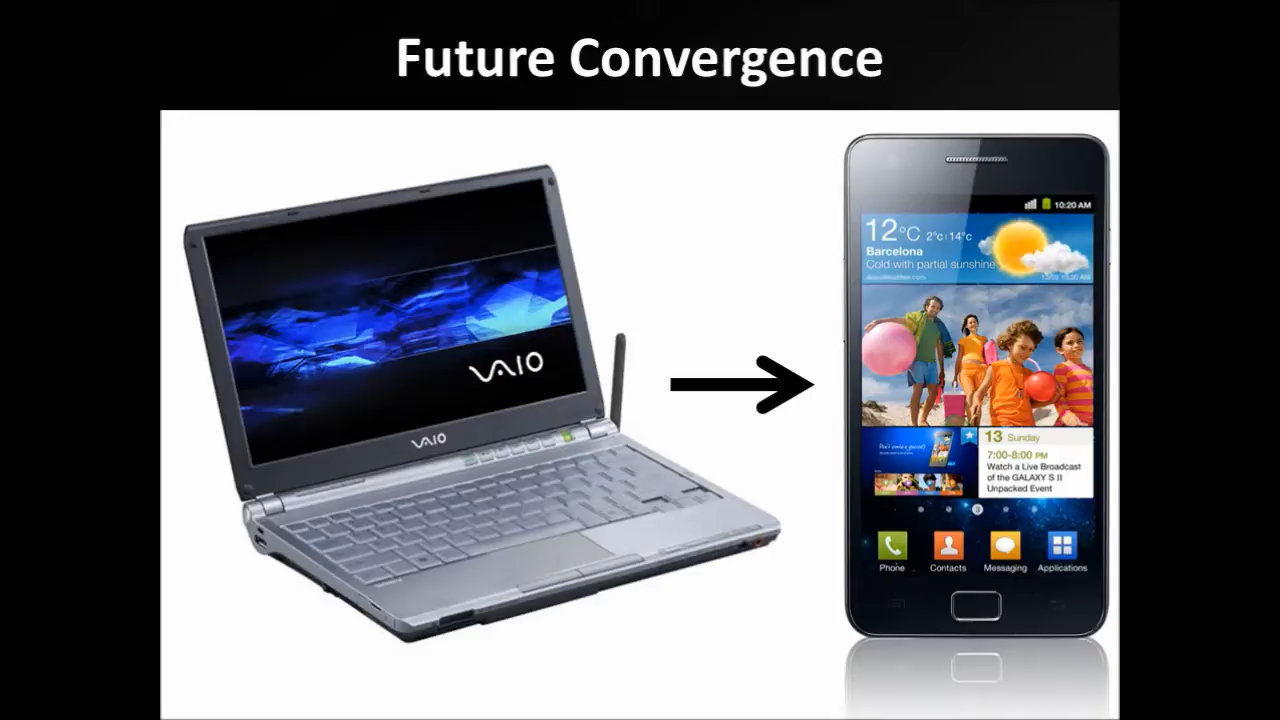 Future Convergence
VAIO
VAIO
10:20 AM
12°C 2°C 14°C
Barcelona
Cold with partial sunshine
13 Sunday
7:00-8:00 PM
Watch a Live Broadcast
of the GALAXY S II
Unpacked Event
3
Phone Contacts Messaging Applications